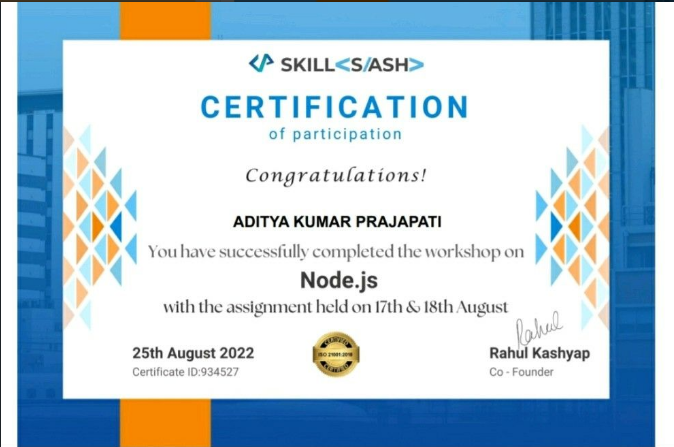 SKILL<S/ASH>
CERTIFICATION
of participation
Congratulations!
ADITYA KUMAR PRAJAPATI
You have successfully completed the workshop on
Node.js
with the assignment held on 17th & 18th August
Rahul
25th August 2022
CERTIFIED
ISO 21001:2018
CERTIFIED
Rahul Kashyap
Certificate ID:934527
Co - Founder